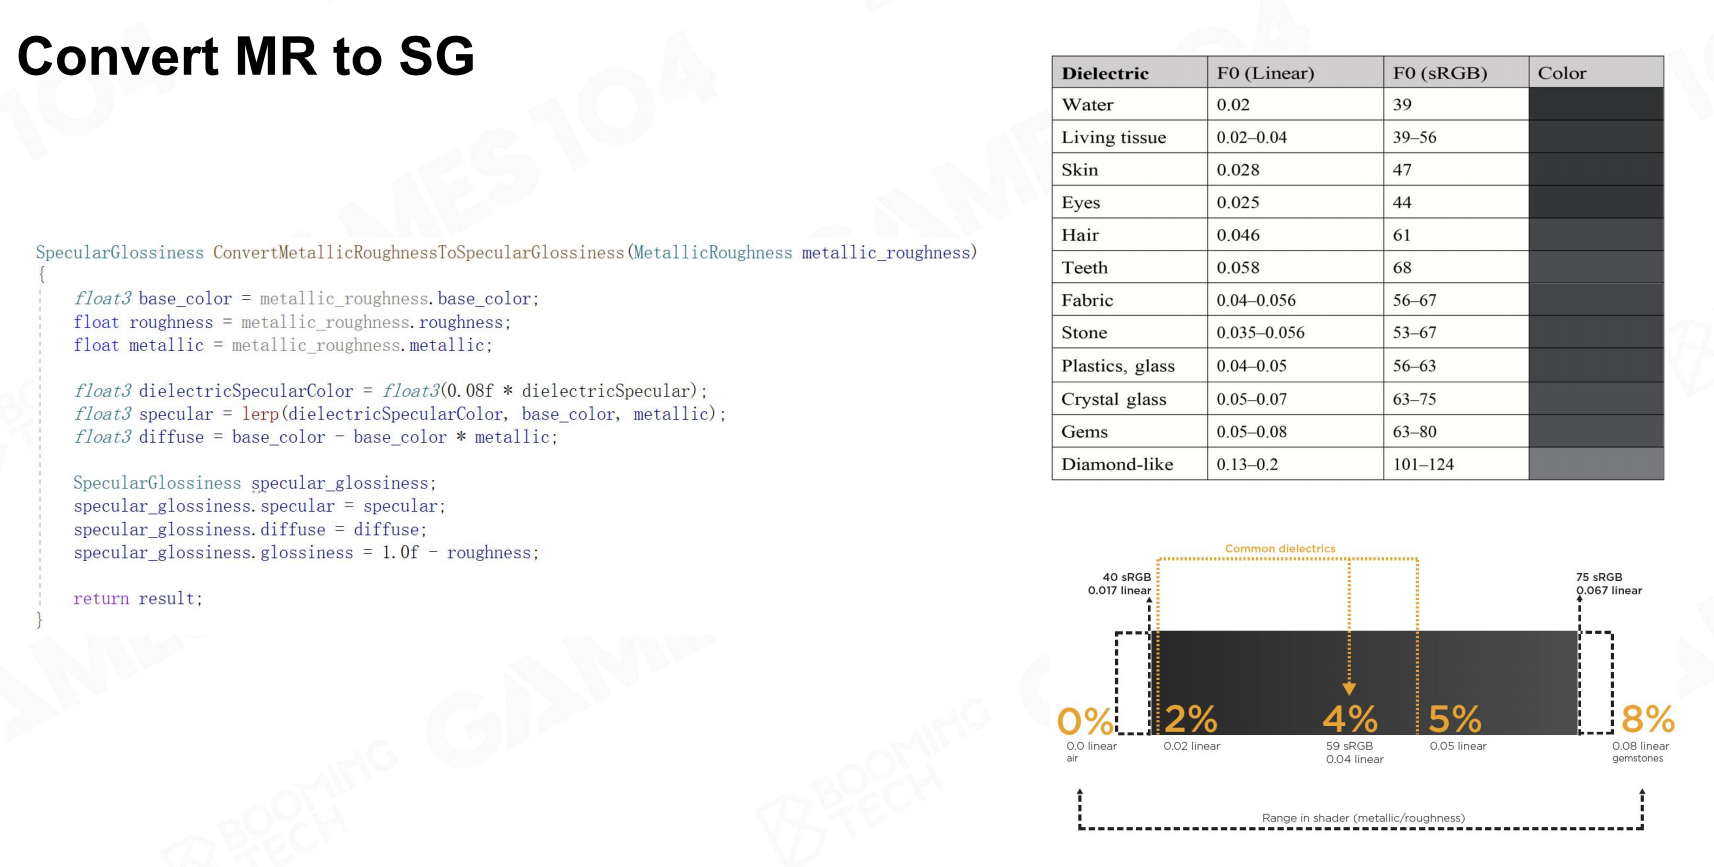 Convert MR to SG
SpecularGlossiness ConvertMetallicRoughnessToSpecularGlossiness(MetallicRoughness metallic_roughness)
{
float3 base_color = metallic_roughness.base_color;
float roughness = metallic_roughness.roughness;
float metallic = metallic_roughness.metallic;
float3 dielectricSpecularColor = float3(0.08f * dielectricSpecular);
float3 specular = lerp(dielectricSpecularColor, base_color, metallic);
float3 diffuse = base_color - base_color * metallic;
SpecularGlossiness specular_glossiness;
specular_glossiness.specular = specular;
specular_glossiness.diffuse = diffuse;
specular_glossiness.glossiness = 1.0f - roughness;
return result;
}
Dielectric F0 (Linear) F0 (sRGB) Color
Water 0.02 39
Living tissue 0.02–0.04 39–56
Skin 0.028 47
Eyes 0.025 44
Hair 0.046 61
Teeth 0.058 68
Fabric 0.04–0.056 56–67
Stone 0.035–0.056 53–67
Plastics, glass 0.04–0.05 56–63
Crystal glass 0.05–0.07 63–75
Gems 0.05–0.08 63–80
Diamond-like 0.13–0.2 101–124
Common dielectrics
40 sRGB 75 sRGB
0.017 linear 0.067 linear
0% 2% 4% 5% 8%
0.0 linear 0.02 linear 59 sRGB 0.05 linear 0.08 linear
air 0.04 linear gemstones
Range in shader (metallic/roughness)
GAMES104
BOOMING
TECH